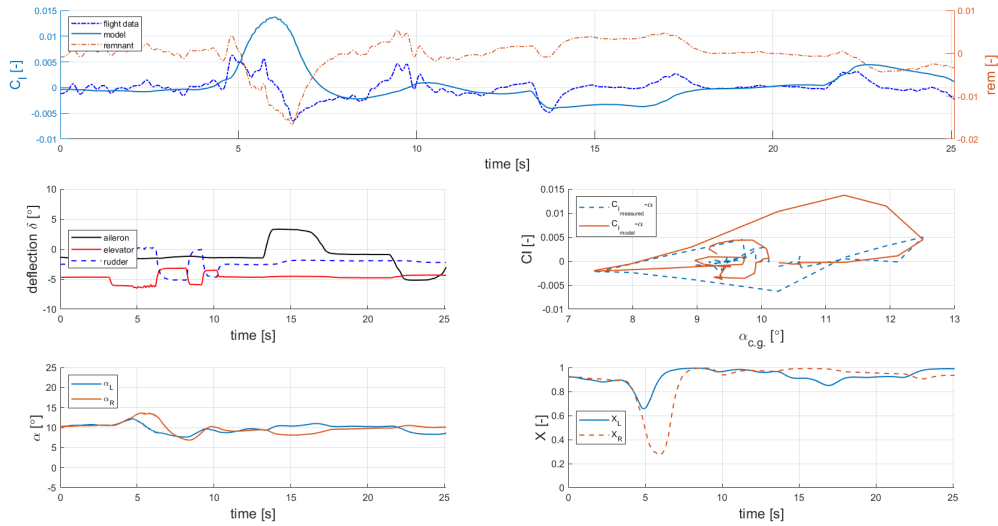 0.015
0.01
0.005
0
-0.005
-0.01
C_l [-]
flight data
model
remnant
0.01
0
-0.01
-0.02
rem [-]
0 5 10 15 20 25
time [s]
10
5
0
-5
-10
deflection δ [°]
aileron
elevator
rudder
0 5 10 15 20 25
time [s]
0.015
0.01
0.005
0
-0.005
-0.01
Cl [-]
C_l_measured -α
C_l_model -α
7 8 9 10 11 12 13
α_c.g. [°]
25
20
15
10
5
0
-5
α [°]
α_L
α_R
0 5 10 15 20 25
time [s]
1
0.8
0.6
0.4
0.2
0
X [-]
X_L
X_R
0 5 10 15 20 25
time [s]